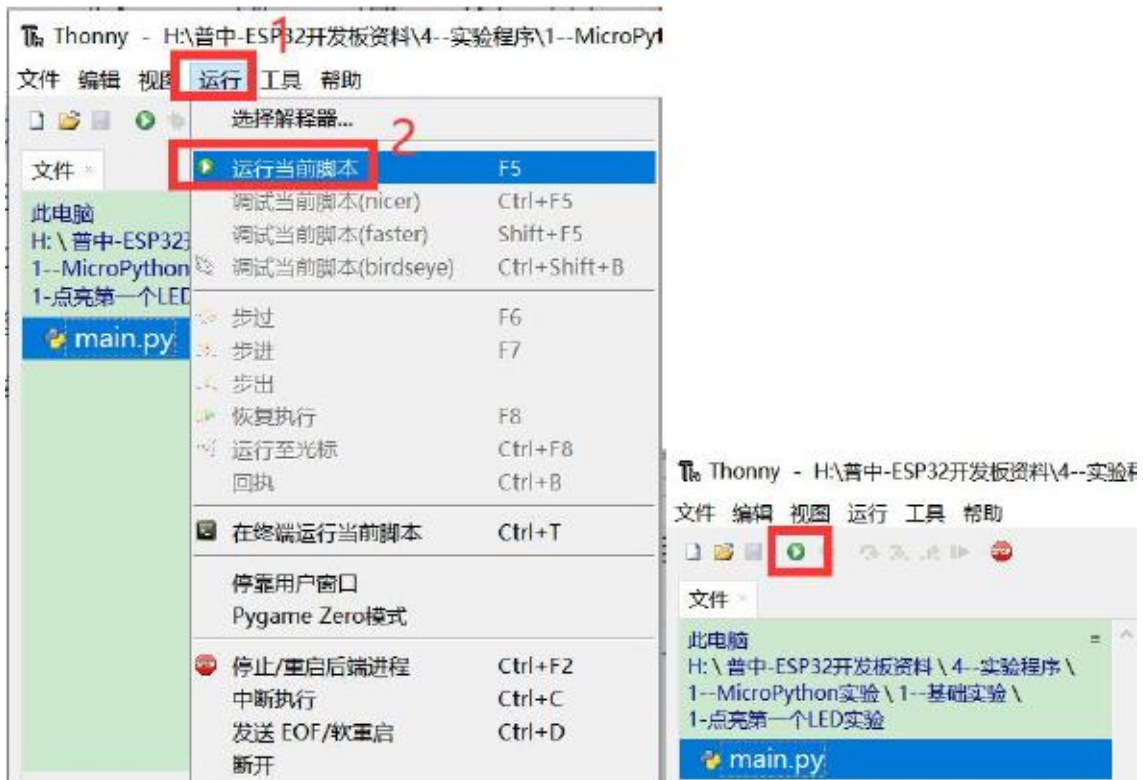 Thonny - H:\普中-ESP32开发板资料\4--实验程序\1--MicroPyt
1
文件 编辑 视图 运行 工具 帮助
选择解释器...
2
文件 ×
运行当前脚本 F5
调试当前脚本(nicer) Ctrl+F5
调试当前脚本(faster) Shift+F5
调试当前脚本(birdseye) Ctrl+Shift+B
此电脑
H: \ 普中-ESP32
1--MicroPython
1-点亮第一个LED
main.py
步过 F6
步进 F7
步出
恢复执行 F8
运行至光标 Ctrl+F8
回执 Ctrl+B
在终端运行当前脚本 Ctrl+T
停靠用户窗口
Pygame Zero模式
停止/重启后端进程 Ctrl+F2
中断执行 Ctrl+C
发送 EOF/软重启 Ctrl+D
断开
Thonny - H:\普中-ESP32开发板资料\4--实验程
文件 编辑 视图 运行 工具 帮助
文件 ×
此电脑
H: \ 普中-ESP32开发板资料 \ 4--实验程序 \
1--MicroPython实验 \ 1--基础实验 \
1-点亮第一个LED实验
main.py